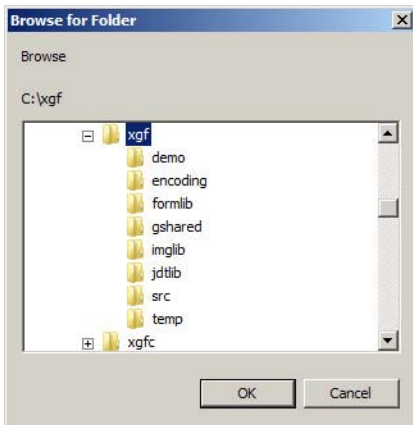 Browse for Folder
Browse
C:\xgf
xgf
demo
encoding
formlib
gshared
imglib
jdtlib
src
temp
xgfc
OK Cancel